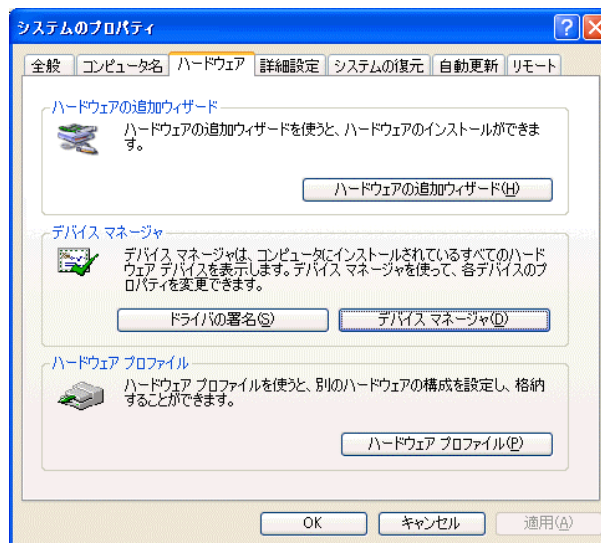 システムのプロパティ
全般 コンピュータ名 ハードウェア 詳細設定 システムの復元 自動更新 リモート
ハードウェアの追加ウィザード
ハードウェアの追加ウィザードを使うと、ハードウェアのインストールができま
す。
ハードウェアの追加ウィザード(H)
デバイス マネージャ
デバイス マネージャは、コンピュータにインストールされているすべてのハード
ウェア デバイスを表示します。デバイス マネージャを使って、各デバイスのプ
ロパティを変更できます。
ドライバの署名(S) デバイス マネージャ(D)
ハードウェア プロファイル
ハードウェア プロファイルを使うと、別のハードウェアの構成を設定し、格納
することができます。
ハードウェア プロファイル(P)
OK キャンセル 適用(A)